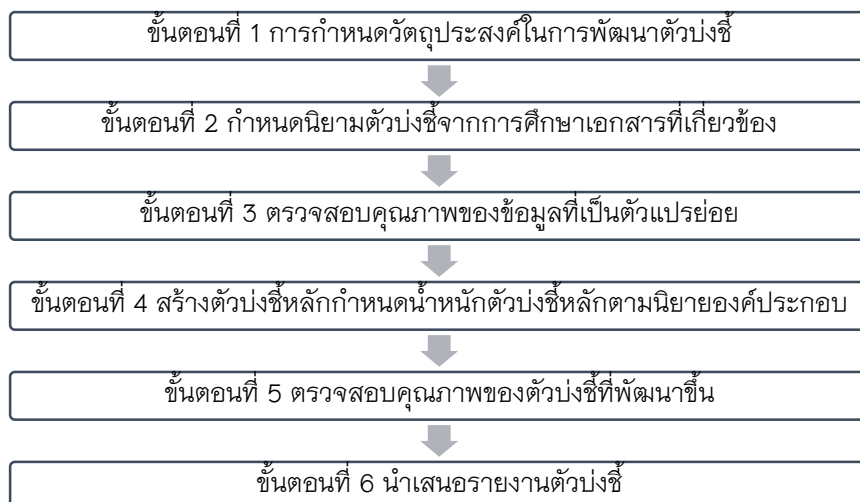 ขั้นตอนที่ 1 การกำหนดวัตถุประสงค์ในการพัฒนาตัวบ่งชี้
ขั้นตอนที่ 2 กำหนดนิยามตัวบ่งชี้จากการศึกษาเอกสารที่เกี่ยวข้อง
ขั้นตอนที่ 3 ตรวจสอบคุณภาพของข้อมูลที่เป็นตัวแปรย่อย
ขั้นตอนที่ 4 สร้างตัวบ่งชี้หลักกำหนดน้ำหนักตัวบ่งชี้หลักตามนิยายองค์ประกอบ
ขั้นตอนที่ 5 ตรวจสอบคุณภาพของตัวบ่งชี้ที่พัฒนาขึ้น
ขั้นตอนที่ 6 นำเสนอรายงานตัวบ่งชี้